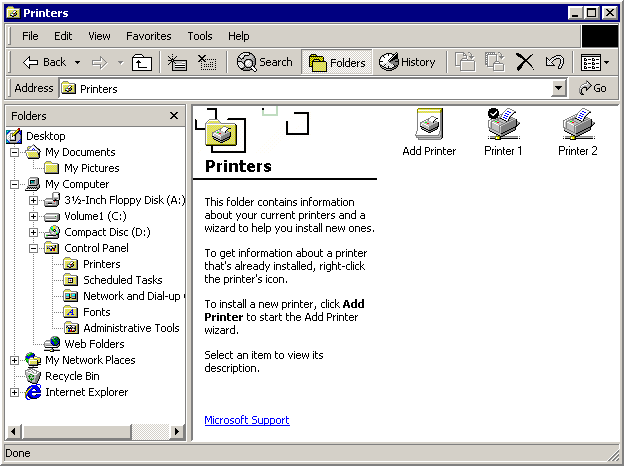 Printers
File Edit View Favorites Tools Help
Back Search Folders History
Address Printers Go
Folders
Desktop
My Documents
My Pictures
My Computer
3½-Inch Floppy Disk (A:)
Volume1 (C:)
Compact Disc (D:)
Control Panel
Printers
Scheduled Tasks
Network and Dial-up
Fonts
Administrative Tools
Web Folders
My Network Places
Recycle Bin
Internet Explorer
Printers
This folder contains information
about your current printers and a
wizard to help you install new ones.
To get information about a printer
that's already installed, right-click
the printer's icon.
To install a new printer, click Add
Printer to start the Add Printer
wizard.
Select an item to view its
description.
Microsoft Support
Add Printer Printer 1 Printer 2
Done